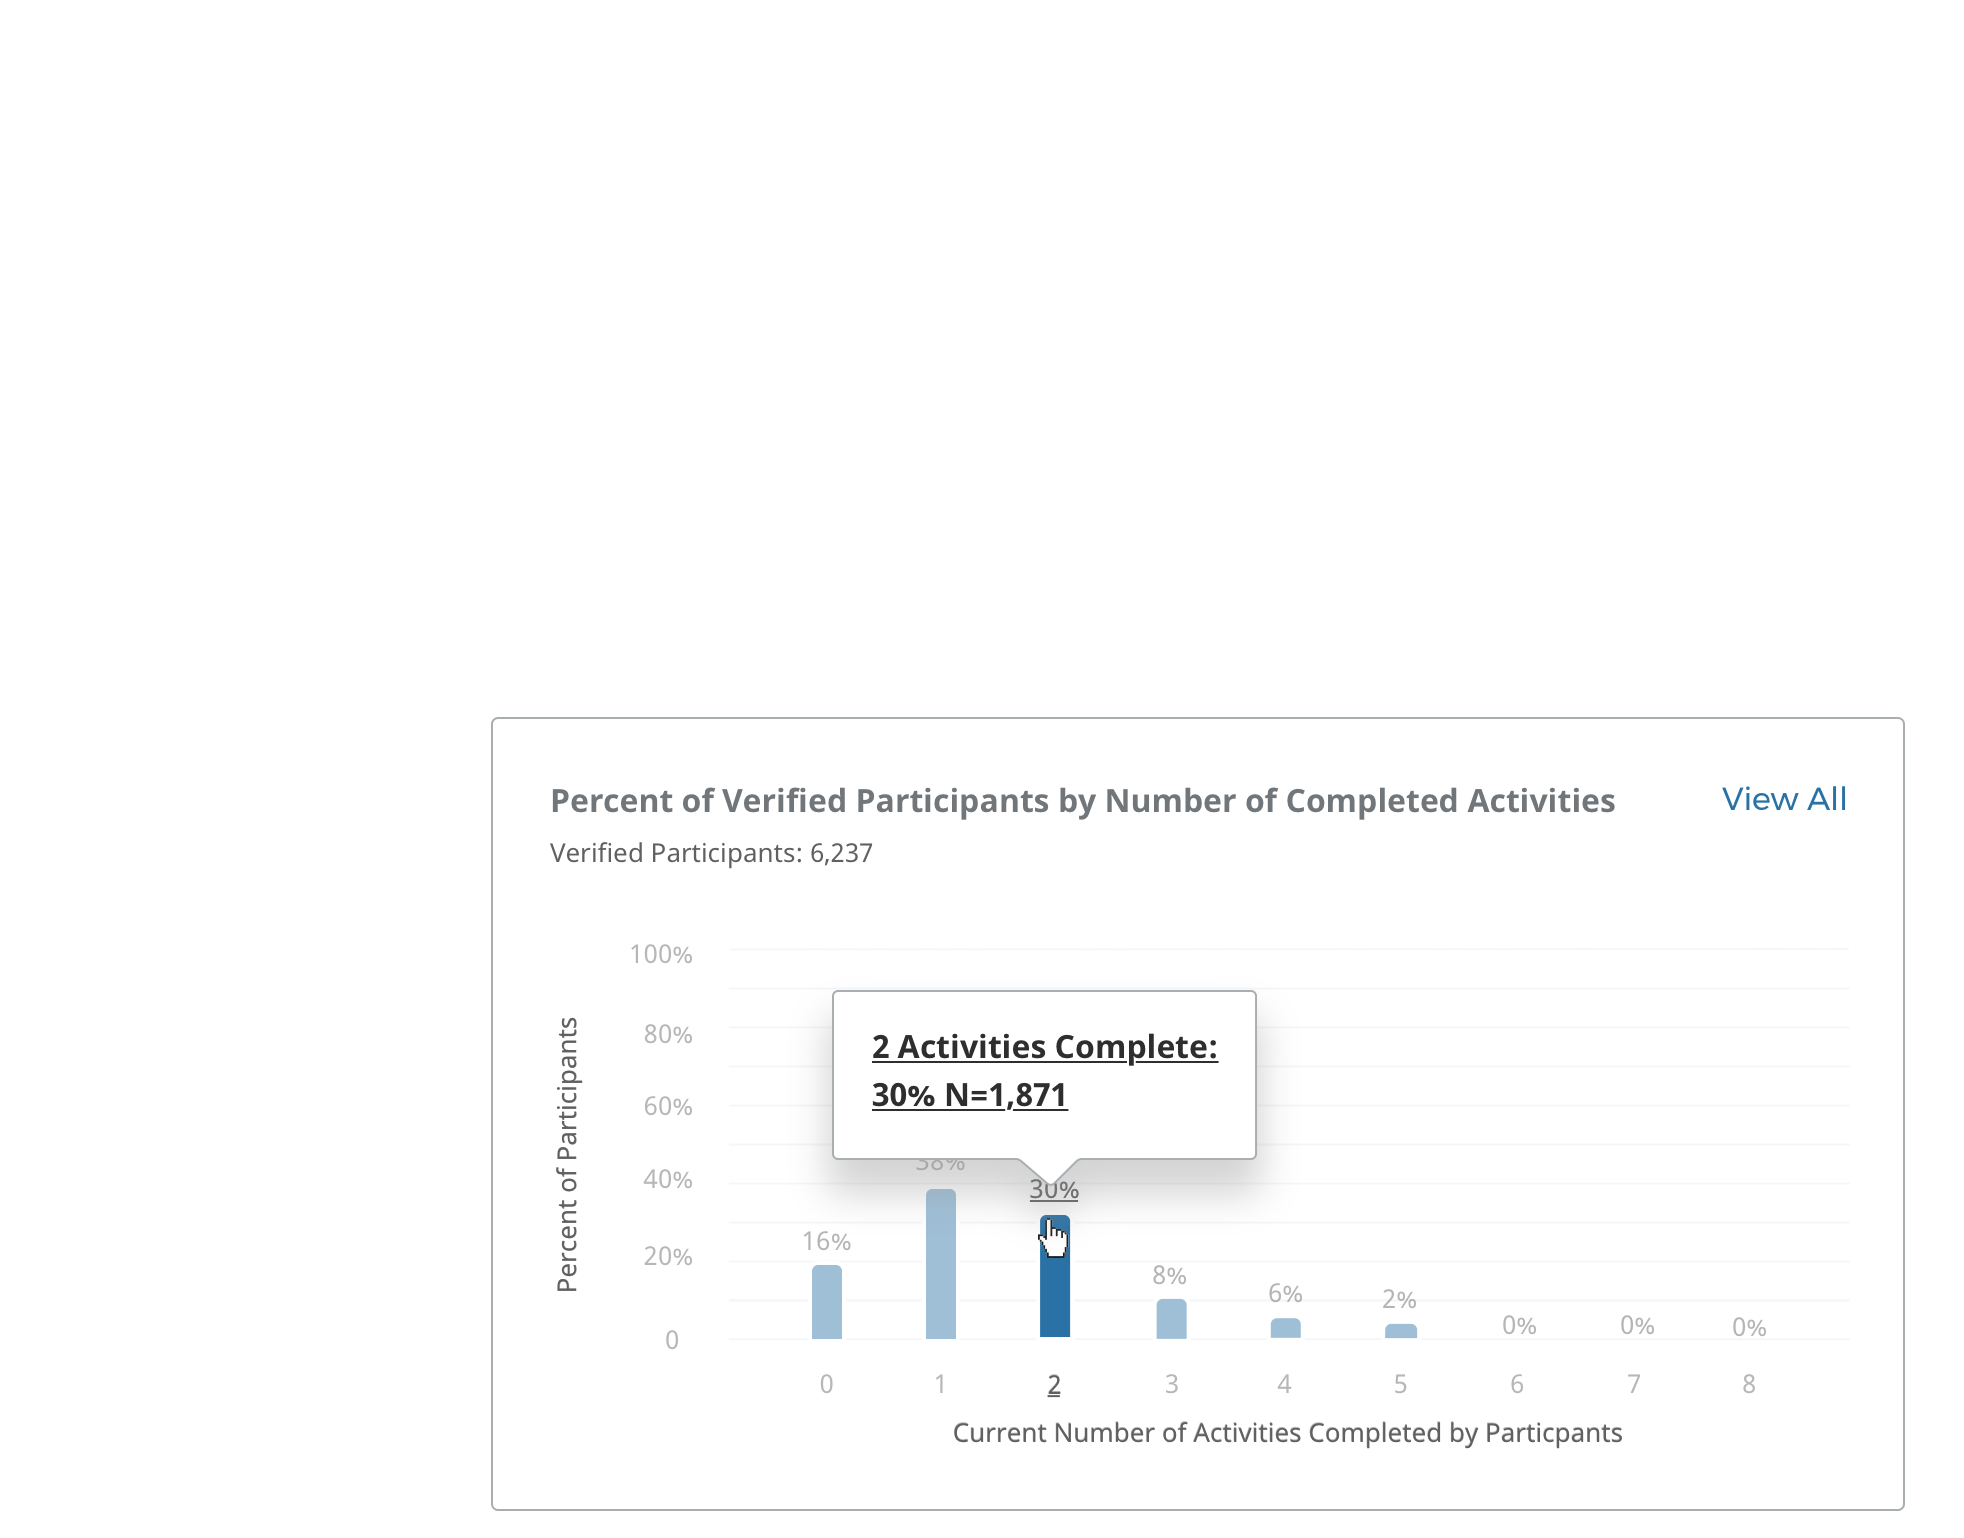 Percent of Verified Participants by Number of Completed Activities
View All
Verified Participants: 6,237
Percent of Participants
100%
80%
60%
40%
20%
0
2 Activities Complete:
30% N=1,871
16%
38%
30%
8%
6%
2%
0%
0%
0%
0 1 2 3 4 5 6 7 8
Current Number of Activities Completed by Particpants